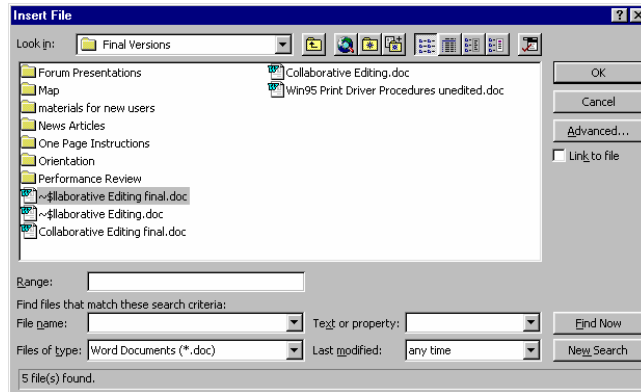 Insert File
Look in: Final Versions
Forum Presentations
Map
materials for new users
News Articles
One Page Instructions
Orientation
Performance Review
~$llaborative Editing final.doc
~$llaborative Editing.doc
Collaborative Editing final.doc
Collaborative Editing.doc
Win95 Print Driver Procedures unedited.doc
OK
Cancel
Advanced...
Link to file
Range:
Find files that match these search criteria:
File name: Text or property: Find Now
Files of type: Word Documents (*.doc) Last modified: any time New Search
5 file(s) found.